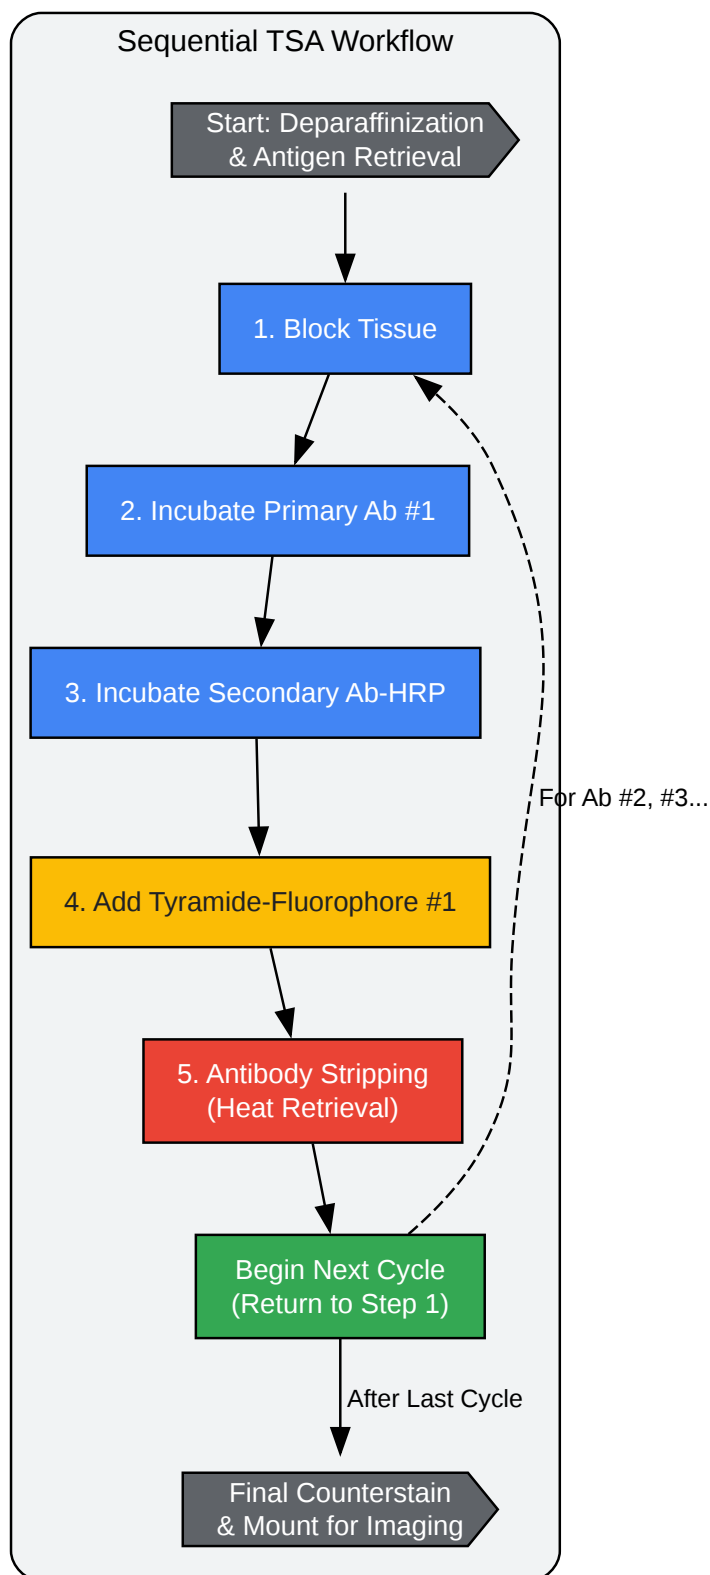 Sequential TSA Workflow
Start: Deparaffinization
& Antigen Retrieval
1. Block Tissue
2. Incubate Primary Ab #1
3. Incubate Secondary Ab-HRP
For Ab #2, #3...
4. Add Tyramide-Fluorophore #1
5. Antibody Stripping
(Heat Retrieval)
Begin Next Cycle
(Return to Step 1)
After Last Cycle
Final Counterstain
& Mount for Imaging